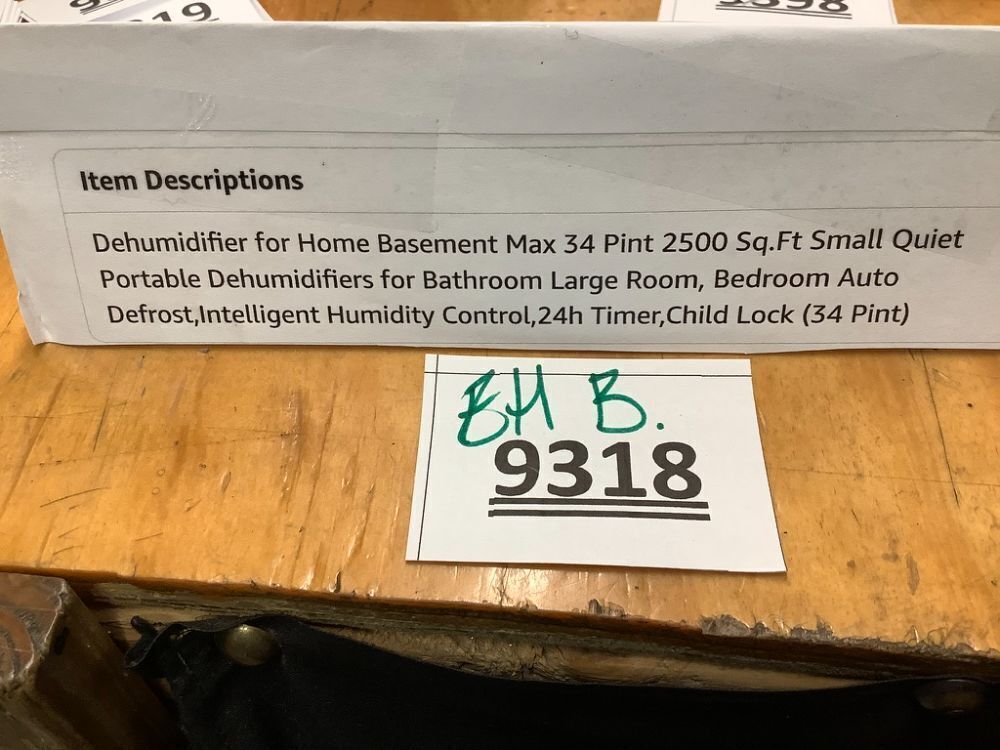 Item Descriptions
Dehumidifier for Home Basement Max 34 Pint 2500 Sq.Ft Small Quiet
Portable Dehumidifiers for Bathroom Large Room, Bedroom Auto
Defrost,Intelligent Humidity Control,24h Timer,Child Lock (34 Pint)
BH B.
9318